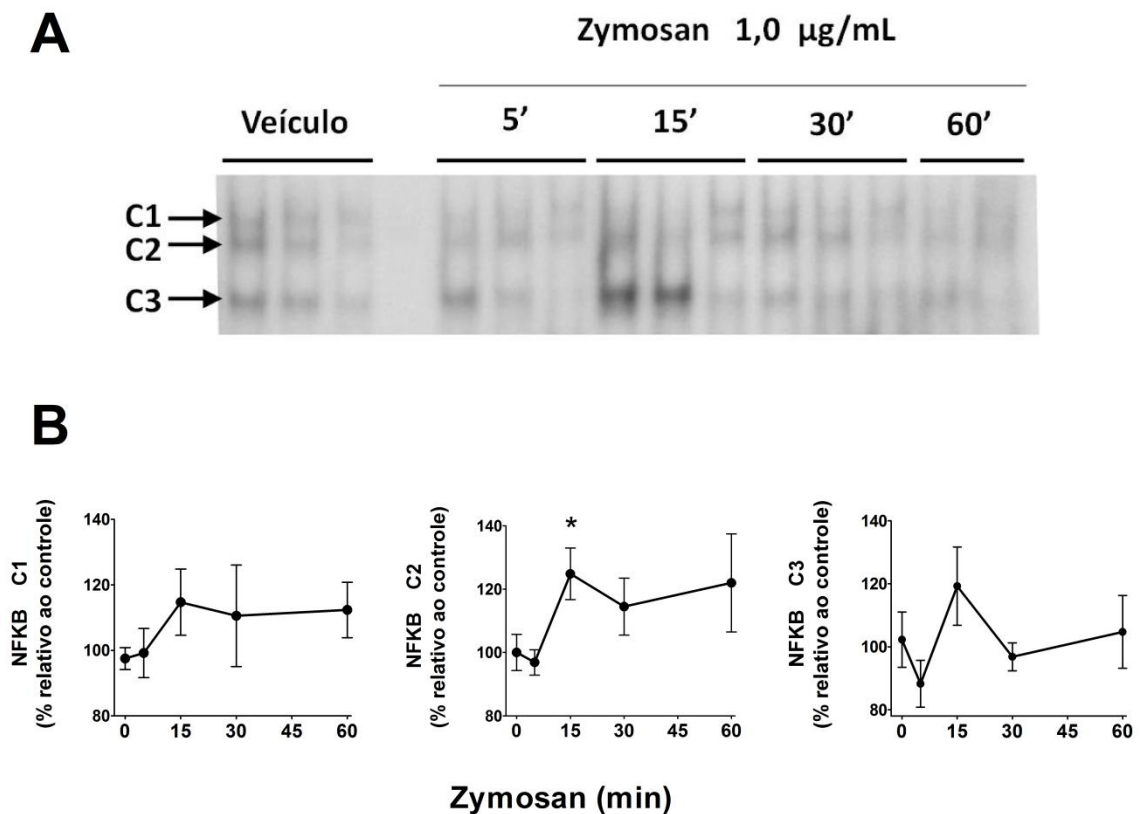 A
Zymosan 1,0 µg/mL
Veículo 5’ 15’ 30’ 60’
C1
C2
C3
B
NFKB C1
(% relativo ao controle)
140
120
100
80
0 15 30 45 60
NFKB C2
(% relativo ao controle)
140
120
100
80
*
0 15 30 45 60
NFKB C3
(% relativo ao controle)
140
120
100
80
0 15 30 45 60
Zymosan (min)